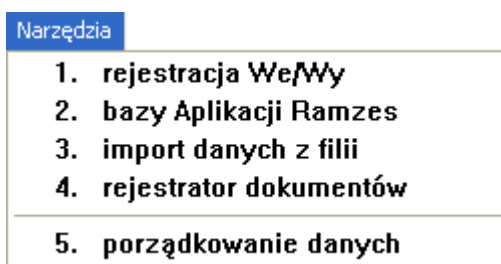 Narzędzia
1. rejestracja We/Wy
2. bazy Aplikacji Ramzes
3. import danych z filii
4. rejestrator dokumentów
5. porządkowanie danych